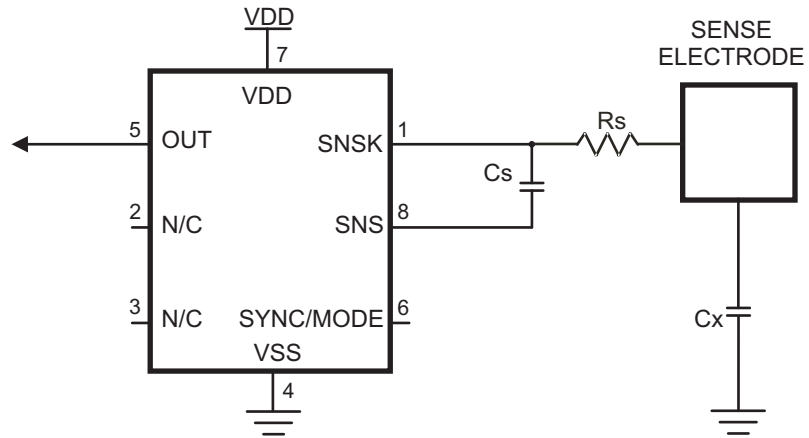 VDD
7
SENSE
ELECTRODE
VDD
5
OUT
SNSK
1
Rs
Cs
2
N/C
SNS
8
3
N/C
SYNC/MODE
6
Cx
VSS
4